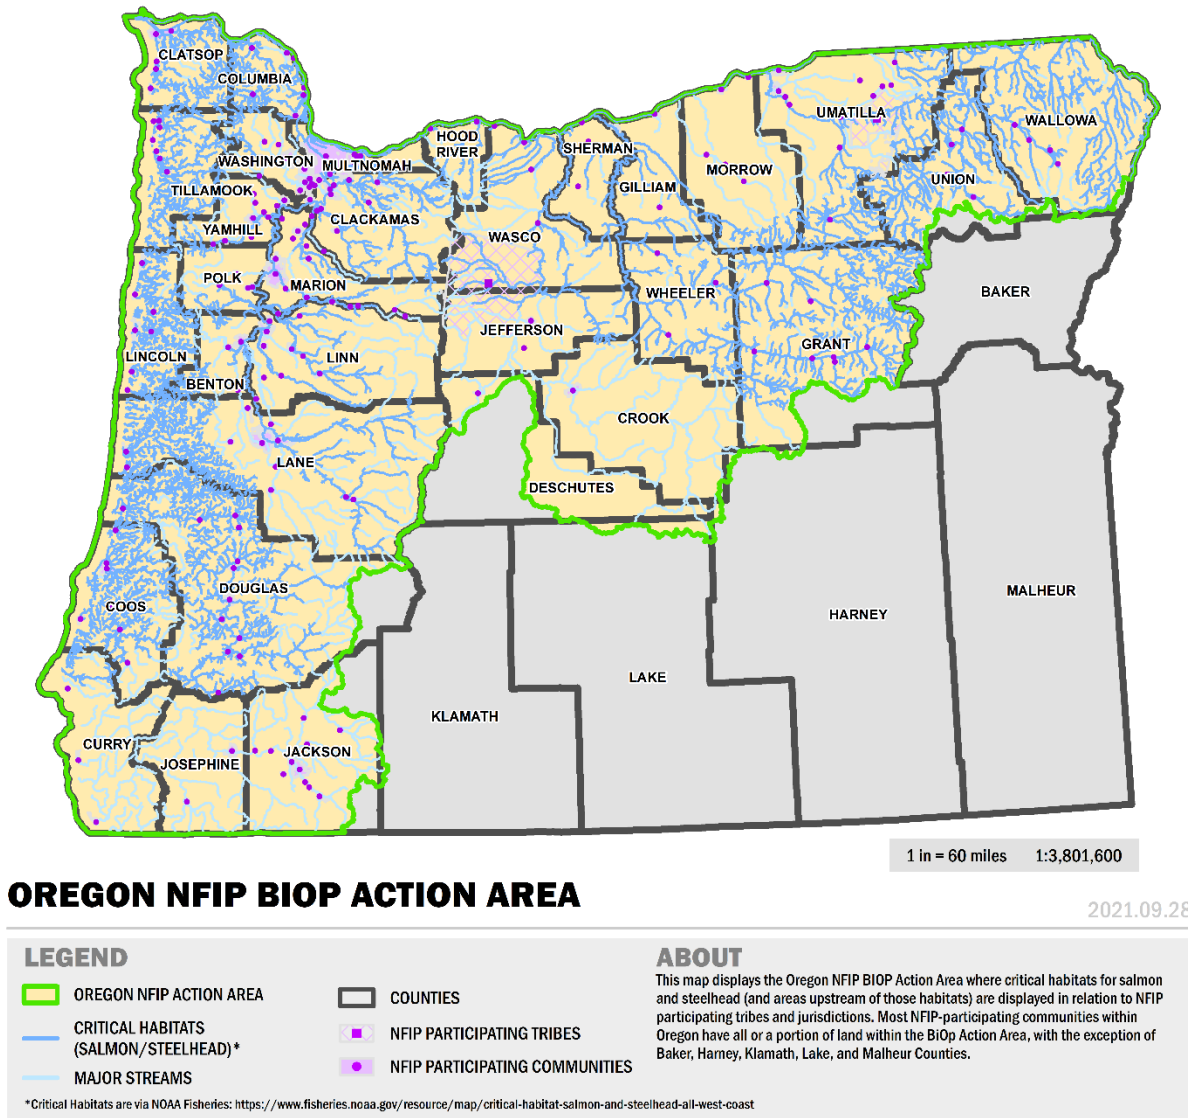 CLATSOP
COLUMBIA
HOOD
RIVER
WASHINGTON
MULTNOMAH
SHERMAN
UMATILLA
WALLOWA
TILLAMOOK
GILLIAM
MORROW
UNION
YAMHILL
CLACKAMAS
WASCO
POLK
MARION
WHEELER
BAKER
JEFFERSON
GRANT
LINCOLN
LINN
BENTON
CROOK
LANE
DESCHUTES
DOUGLAS
COOS
MALHEUR
HARNEY
LAKE
KLAMATH
CURRY
JOSEPHINE
JACKSON
1 in = 60 miles 1:3,801,600
OREGON NFIP BIOP ACTION AREA
2021.09.28
LEGEND
OREGON NFIP ACTION AREA
CRITICAL HABITATS
(SALMON/STEELHEAD)*
MAJOR STREAMS
COUNTIES
NFIP PARTICIPATING TRIBES
NFIP PARTICIPATING COMMUNITIES
ABOUT
This map displays the Oregon NFIP BIOP Action Area where critical habitats for salmon
and steelhead (and areas upstream of those habitats) are displayed in relation to NFIP
participating tribes and jurisdictions. Most NFIP-participating communities within
Oregon have all or a portion of land within the BiOp Action Area, with the exception of
Baker, Harney, Klamath, Lake, and Malheur Counties.
*Critical Habitats are via NOAA Fisheries: https://www.fisheries.noaa.gov/resource/map/critical-habitat-salmon-and-steelhead-all-west-coast